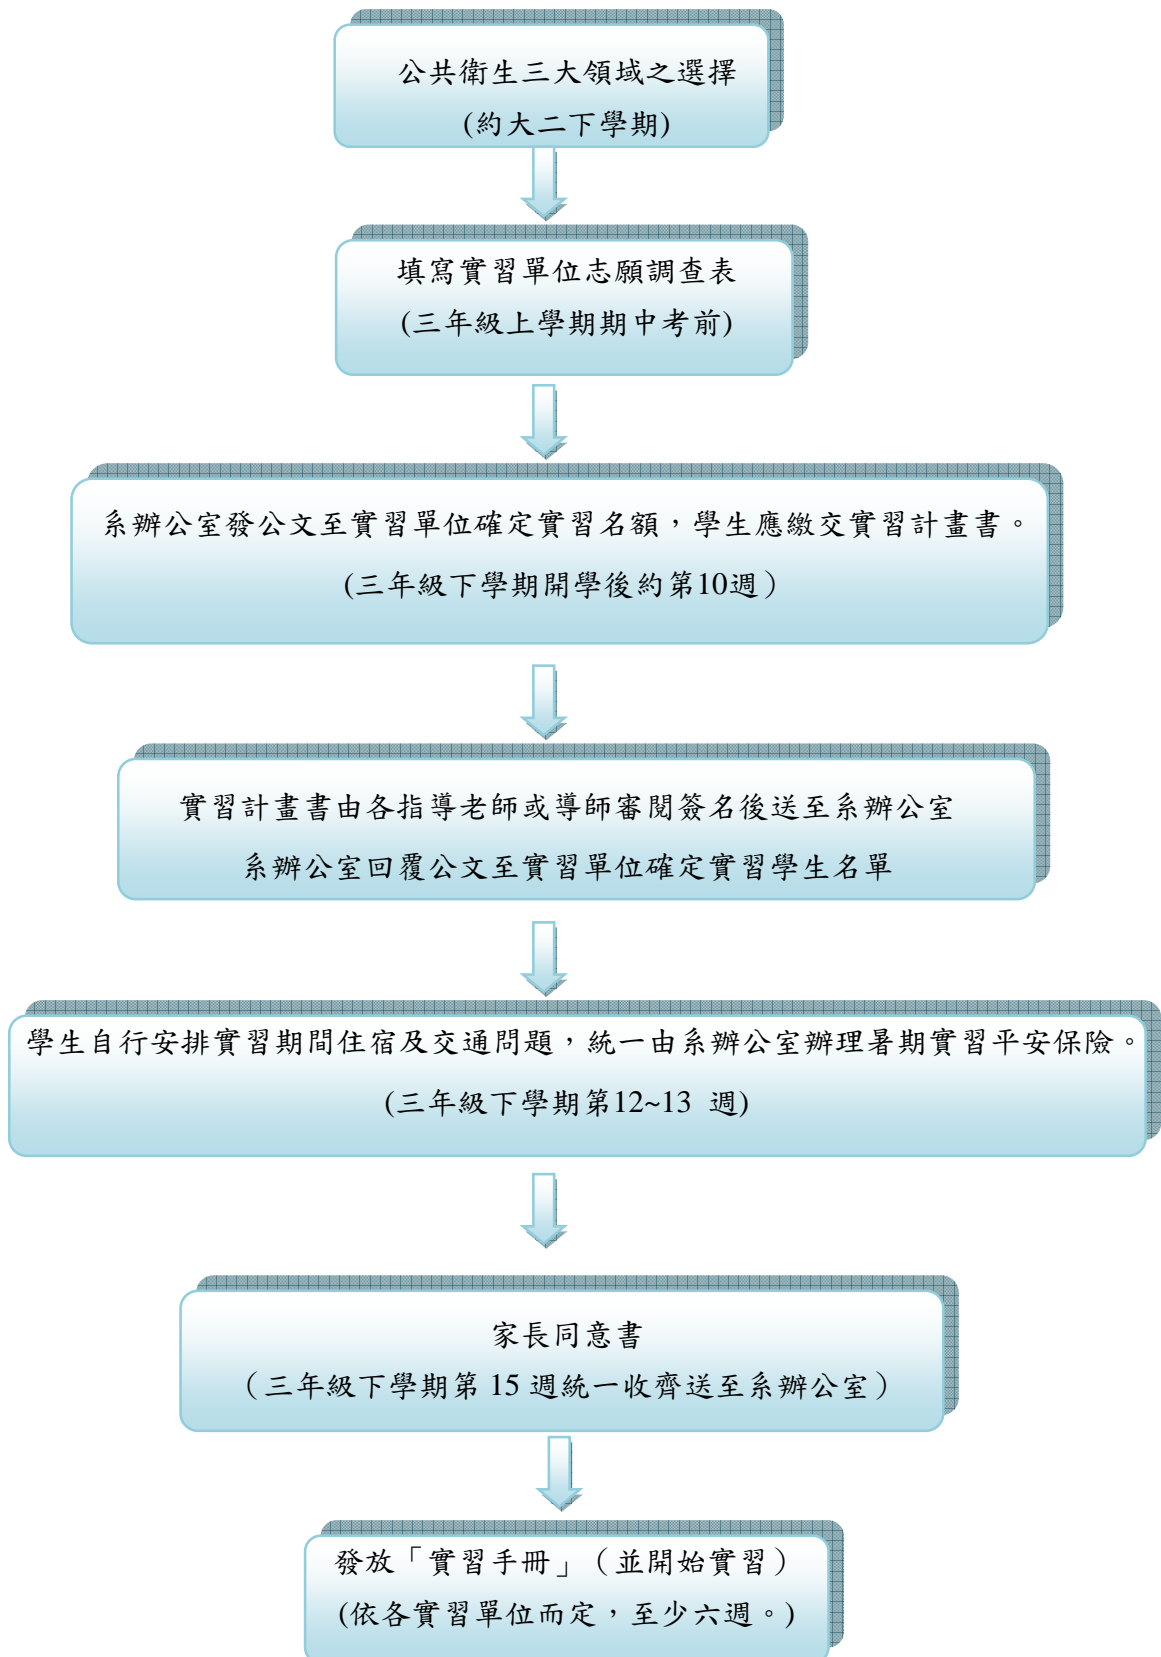 公共衛生三大領域之選擇
(約大二下學期)
填寫實習單位志願調查表
(三年級上學期期中考前)
系辦公室發公文至實習單位確定實習名額，學生應繳交實習計畫書。
(三年級下學期開學後約第10週）
實習計畫書由各指導老師或導師審閱簽名後送至系辦公室
系辦公室回覆公文至實習單位確定實習學生名單
學生自行安排實習期間住宿及交通問題，統一由系辦公室辦理暑期實習平安保險。
(三年級下學期第12~13 週)
家長同意書
（三年級下學期第 15 週統一收齊送至系辦公室）
發放「實習手冊」（並開始實習）
(依各實習單位而定，至少六週。)